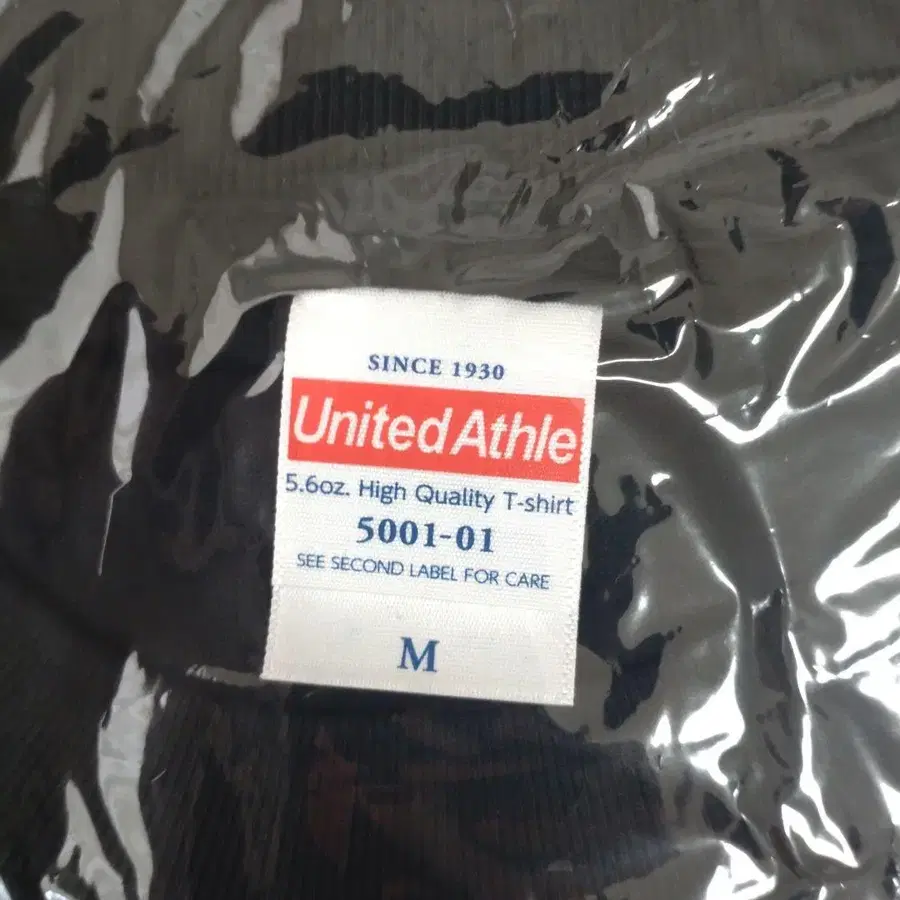 SINCE 1930
United Athle
5.6oz. High Quality T-shirt
5001-01
SEE SECOND LABEL FOR CARE
M